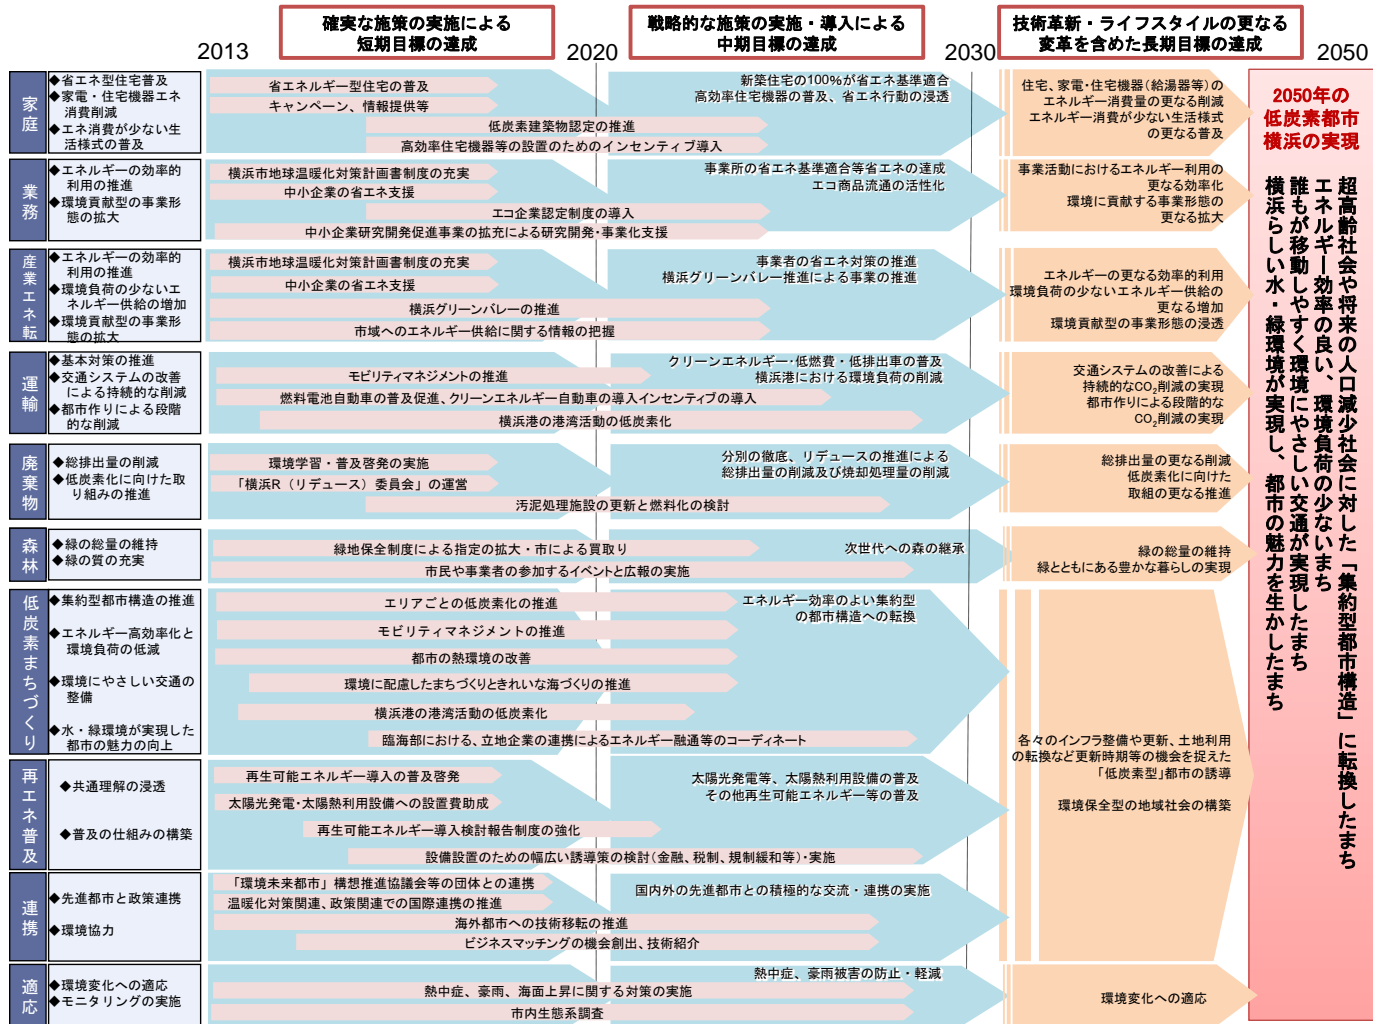 確実な施策の実施による
短期目標の達成
戦略的な施策の実施・導入による
中期目標の達成
技術革新・ライフスタイルの更なる
変革を含めた長期目標の達成
2013
2020
2030
2050
家庭
◆省エネ型住宅普及
◆家電・住宅機器エネ
消費削減
◆エネ消費が少ない生
活様式の普及
省エネルギー型住宅の普及
キャンペーン、情報提供等
低炭素建築物認定の推進
高効率住宅機器等の設置のためのインセンティブ導入
新築住宅の100%が省エネ基準適合
高効率住宅機器の普及、省エネ行動の浸透
住宅、家電・住宅機器(給湯器等)の
エネルギー消費量の更なる削減
エネルギー消費が少ない生活様式
の更なる普及
業務
◆エネルギーの効率的
利用の推進
◆環境貢献型の事業形
態の拡大
横浜市地球温暖化対策計画書制度の充実
中小企業の省エネ支援
エコ企業認定制度の導入
中小企業研究開発促進事業の拡充による研究開発・事業化支援
事業所の省エネ基準適合等省エネの達成
エコ商品流通の活性化
事業活動におけるエネルギー利用の
更なる効率化
環境に貢献する事業形態の
更なる拡大
産業エネ転
◆エネルギーの効率的
利用の推進
◆環境負荷の少ないエ
ネルギー供給の増加
◆環境貢献型の事業形
態の拡大
横浜市地球温暖化対策計画書制度の充実
中小企業の省エネ支援
横浜グリーンバレーの推進
市域へのエネルギー供給に関する情報の把握
事業者の省エネ対策の推進
横浜グリーンバレー推進による事業の推進
エネルギーの更なる効率的利用
環境負荷の少ないエネルギー供給の
更なる増加
環境貢献型の事業形態の浸透
運輸
◆基本対策の推進
◆交通システムの改善
による持続的な削減
◆都市作りによる段階
的な削減
モビリティマネジメントの推進
燃料電池自動車の普及促進、クリーンエネルギー自動車の導入インセンティブの導入
横浜港の港湾活動の低炭素化
クリーンエネルギー・低燃費・低排出車の普及
横浜港における環境負荷の削減
交通システムの改善による
持続的なCO2削減の実現
都市作りによる段階的な
CO2削減の実現
廃棄物
◆総排出量の削減
◆低炭素化に向けた取
り組みの推進
環境学習・普及啓発の実施
「横浜R(リデュース)委員会」の運営
汚泥処理施設の更新と燃料化の検討
分別の徹底、リデュースの推進による
総排出量の削減及び焼却処理量の削減
総排出量の更なる削減
低炭素化に向けた
取組の更なる推進
森林
◆緑の総量の維持
◆緑の質の充実
緑地保全制度による指定の拡大・市による買取り
市民や事業者の参加するイベントと広報の実施
次世代への森の継承
緑の総量の維持
緑とともにある豊かな暮らしの実現
低炭素まちづくり
◆集約型都市構造の推進
◆エネルギー高効率化と
環境負荷の低減
◆環境にやさしい交通の
整備
◆水・緑環境が実現した
都市の魅力の向上
エリアごとの低炭素化の推進
モビリティマネジメントの推進
都市の熱環境の改善
環境に配慮したまちづくりときれいな海づくりの推進
横浜港の港湾活動の低炭素化
臨海部における、立地企業の連携によるエネルギー融通等のコーディネート
エネルギー効率のよい集約型
の都市構造への転換
各々のインフラ整備や更新、土地利用
の転換など更新時期等の機会を捉えた
「低炭素型」都市の誘導
環境保全型の地域社会の構築
再エネ普及
◆共通理解の浸透
◆普及の仕組みの構築
再生可能エネルギー導入の普及啓発
太陽光発電・太陽熱利用設備への設置費助成
再生可能エネルギー導入検討報告制度の強化
設備設置のための幅広い誘導策の検討(金融、税制、規制緩和等)・実施
太陽光発電等、太陽熱利用設備の普及
その他再生可能エネルギー等の普及
連携
◆先進都市と政策連携
◆環境協力
「環境未来都市」構想推進協議会等の団体との連携
温暖化対策関連、政策関連での国際連携の推進
海外都市への技術移転の推進
ビジネスマッチングの機会創出、技術紹介
国内外の先進都市との積極的な交流・連携の実施
適応
◆環境変化への適応
◆モニタリングの実施
熱中症、豪雨、海面上昇に関する対策の実施
市内生態系調査
熱中症、豪雨被害の防止・軽減
環境変化への適応
2050年の
低炭素都市
横浜の実現
超高齢社会や将来の人口減少社会に対した「集約型都市構造」に転換したまち
エネルギー効率の良い、環境負荷の少ないまち
誰もが移動しやすく環境にやさしい交通が実現したまち
横浜らしい水・緑環境が実現し、都市の魅力を生かしたまち